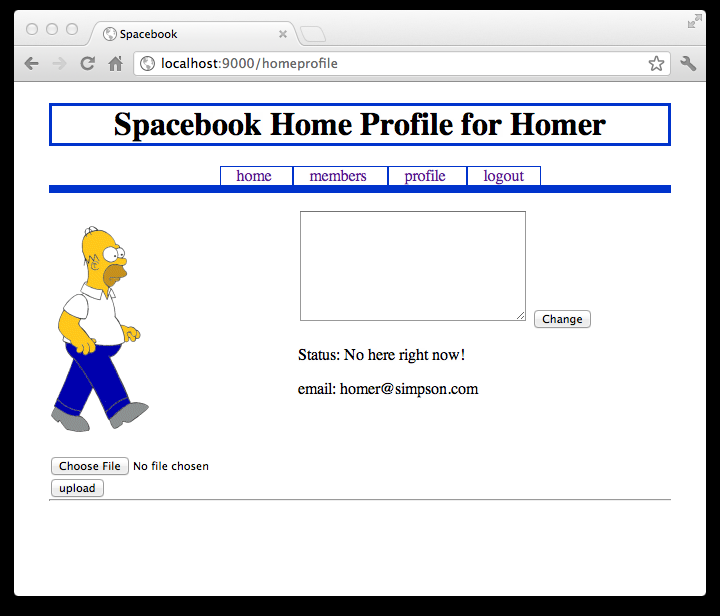 Spacebook
localhost:9000/homeprofile
Spacebook Home Profile for Homer
home members profile logout
Change
Status: No here right now!
email: homer@simpson.com
Choose File No file chosen
upload